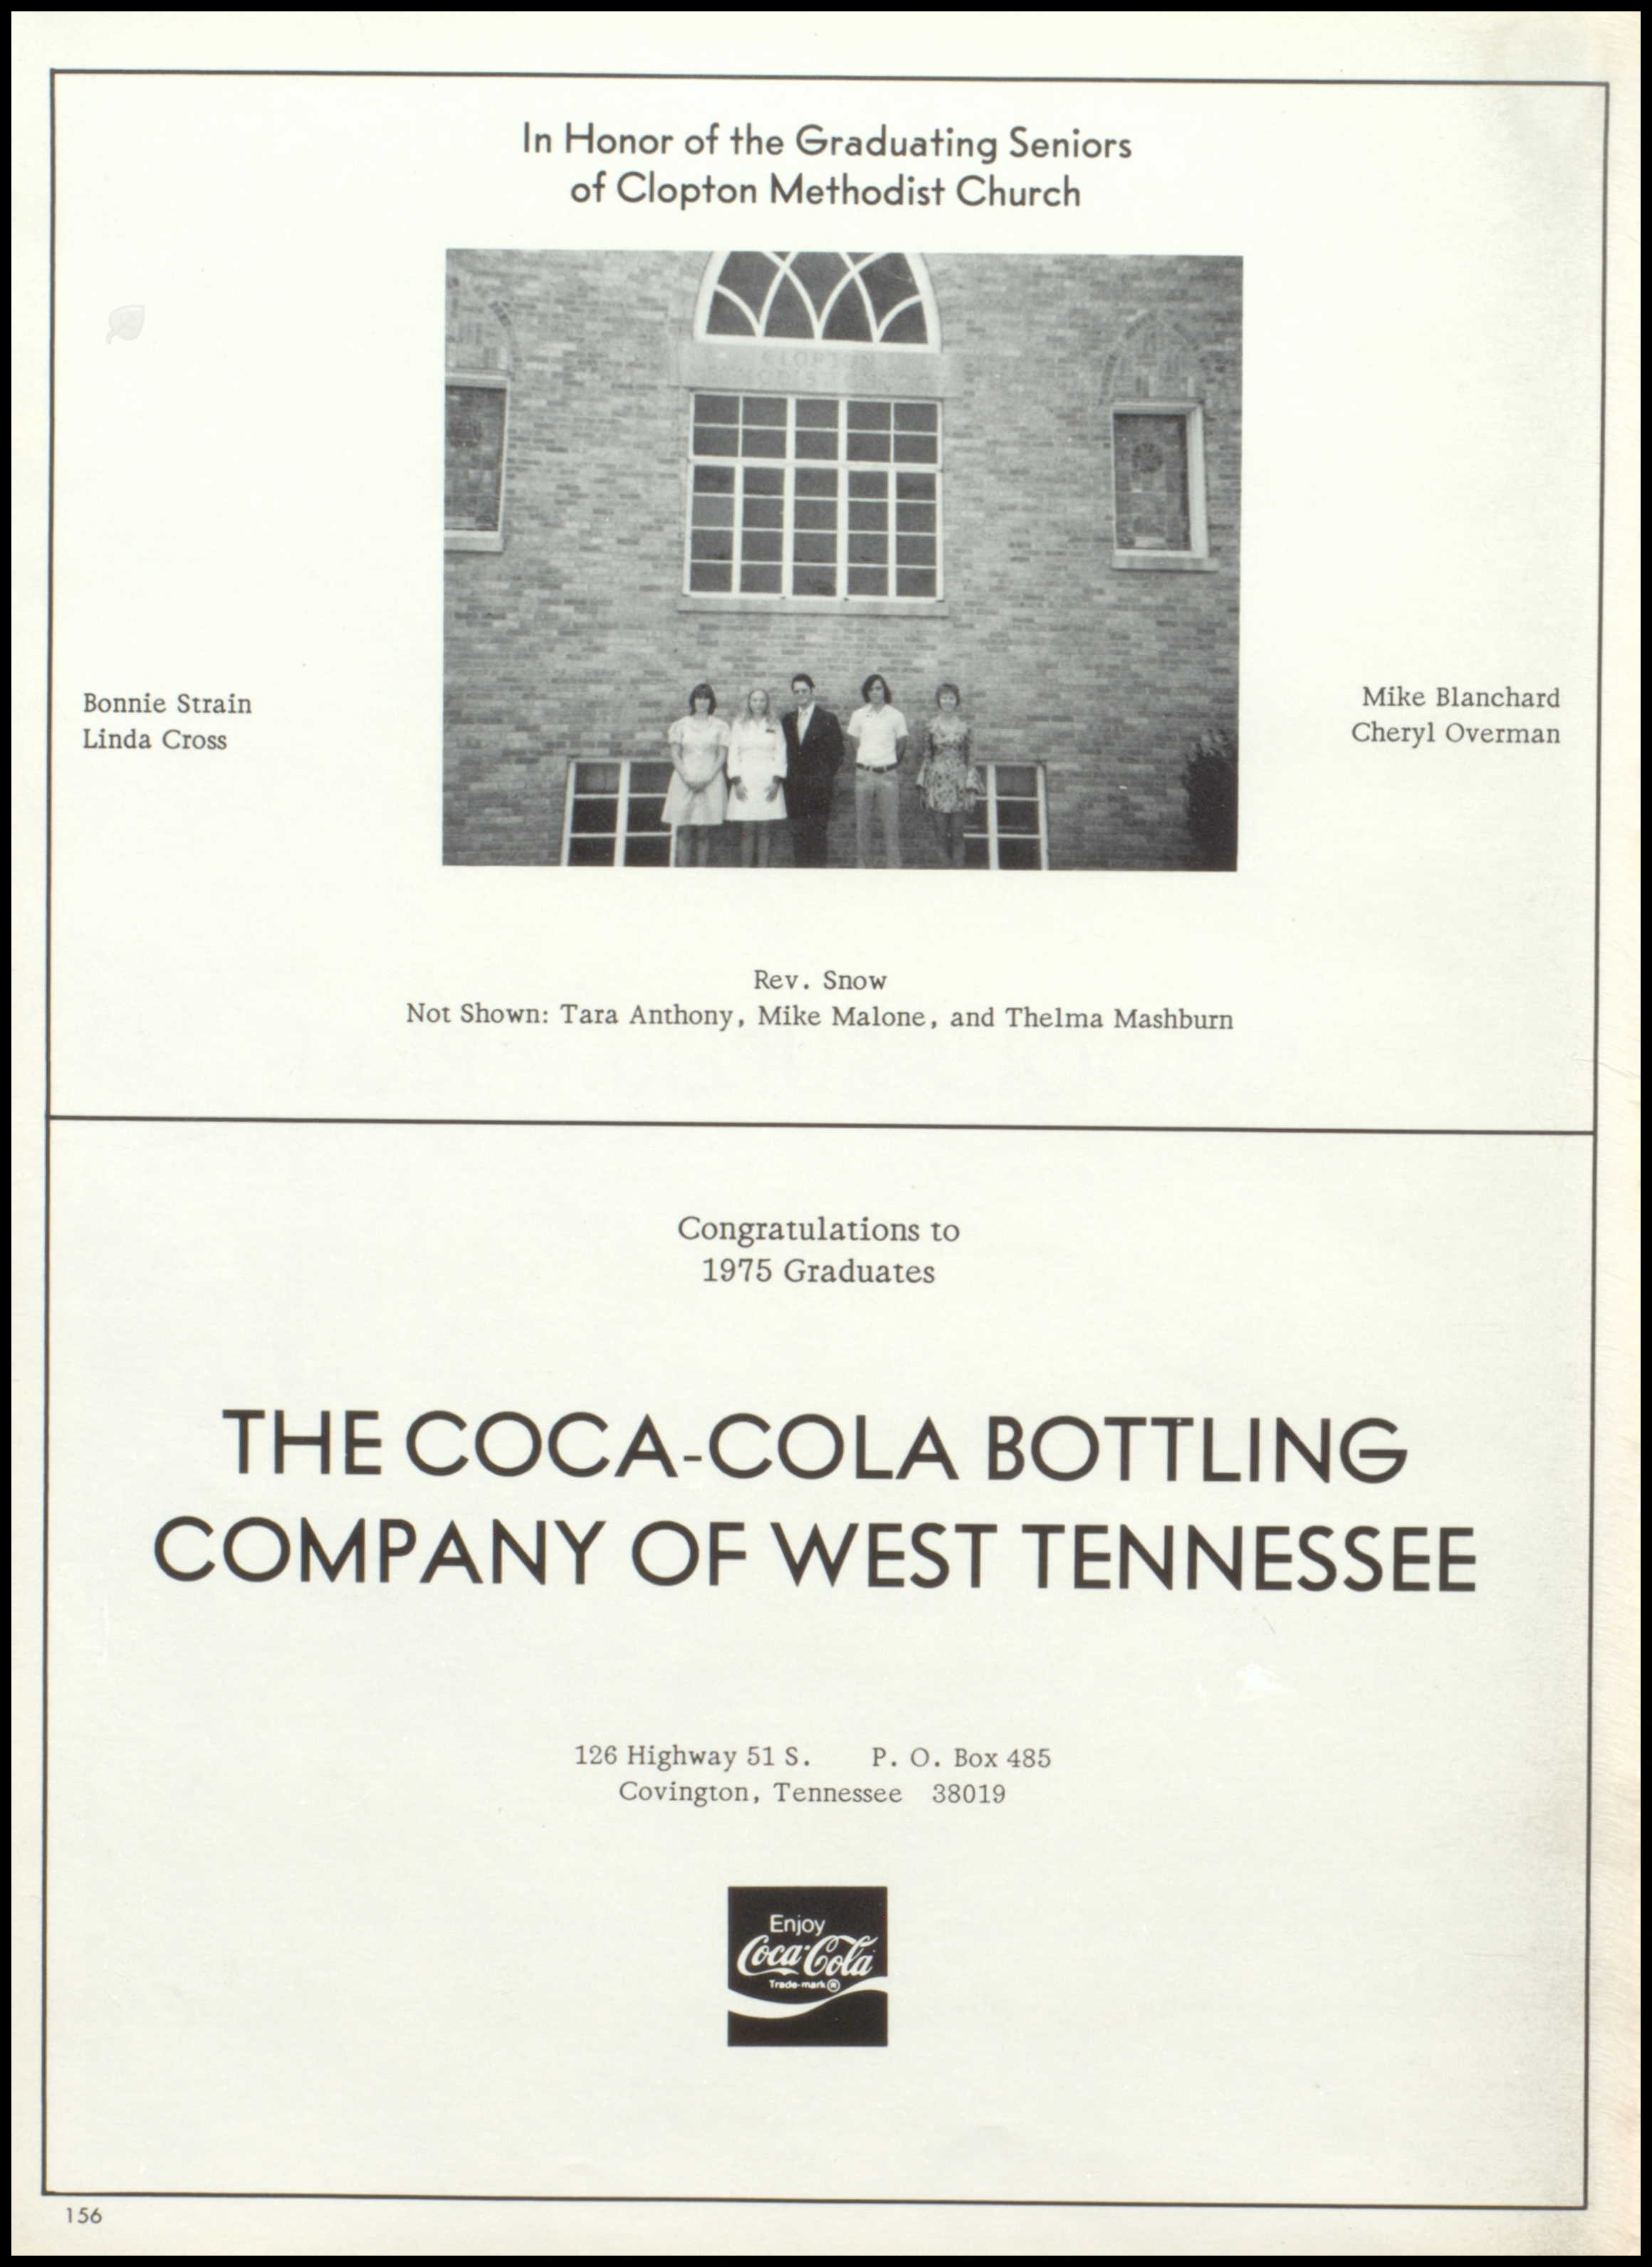 In Honor of the Graduating Seniors
of Clopton Methodist Church
CLOPTON
Bonnie Strain
Linda Cross
Mike Blanchard
Cheryl Overman
Rev. Snow
Not Shown: Tara Anthony, Mike Malone, and Thelma Mashburn
Congratulations to
1975 Graduates
THE COCA-COLA BOTTLING
COMPANY OF WEST TENNESSEE
126 Highway 51 S. P. O. Box 485
Covington, Tennessee 38019
Enjoy
Coca-Cola
Trade-mark®
156